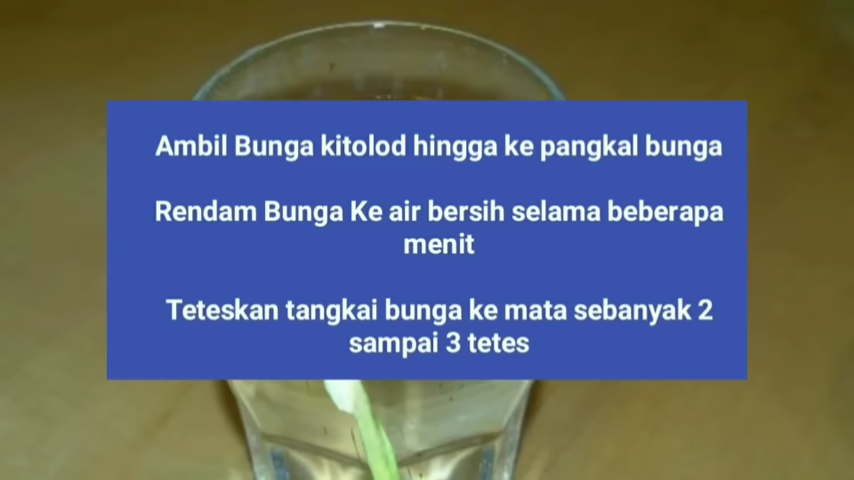 Ambil Bunga kitolod hingga ke pangkal bunga
Rendam Bunga Ke air bersih selama beberapa
menit
Teteskan tangkai bunga ke mata sebanyak 2
sampai 3 tetes